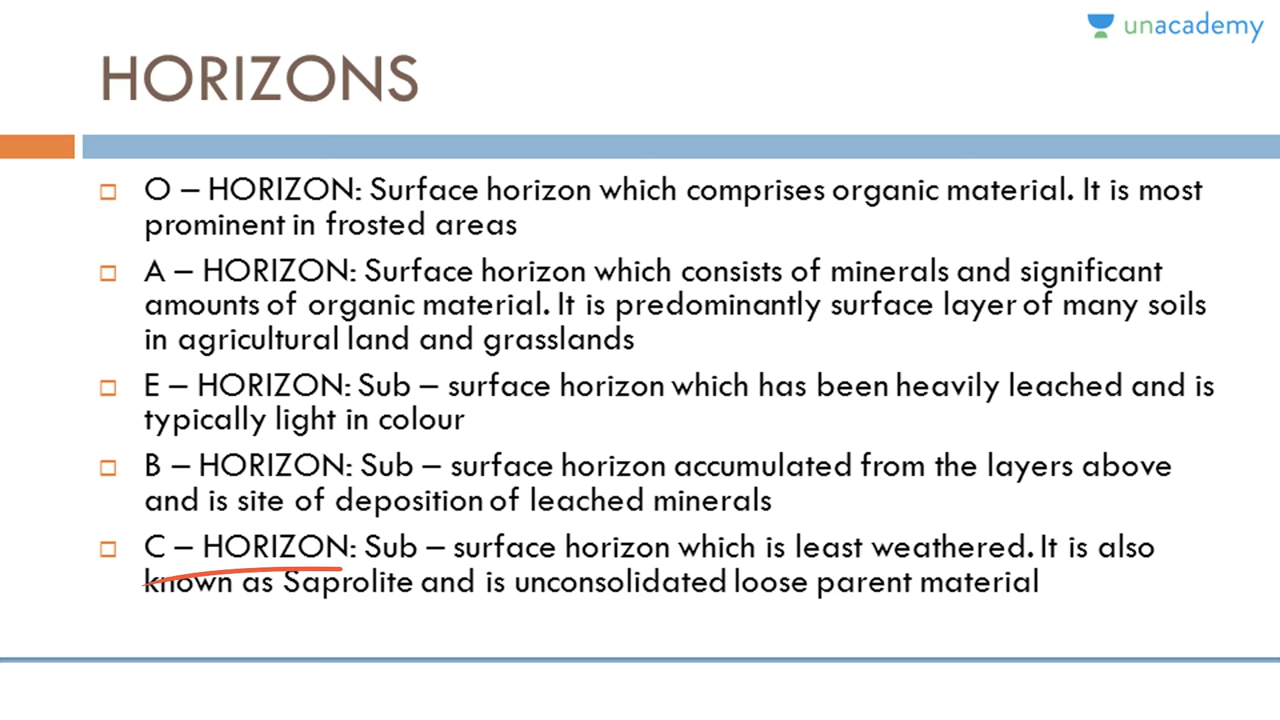 unacademy
HORIZONS
O – HORIZON: Surface horizon which comprises organic material. It is most
prominent in frosted areas
A – HORIZON: Surface horizon which consists of minerals and significant
amounts of organic material. It is predominantly surface layer of many soils
in agricultural land and grasslands
E – HORIZON: Sub – surface horizon which has been heavily leached and is
typically light in colour
B – HORIZON: Sub – surface horizon accumulated from the layers above
and is site of deposition of leached minerals
C – HORIZON: Sub – surface horizon which is least weathered. It is also
known as Saprolite and is unconsolidated loose parent material